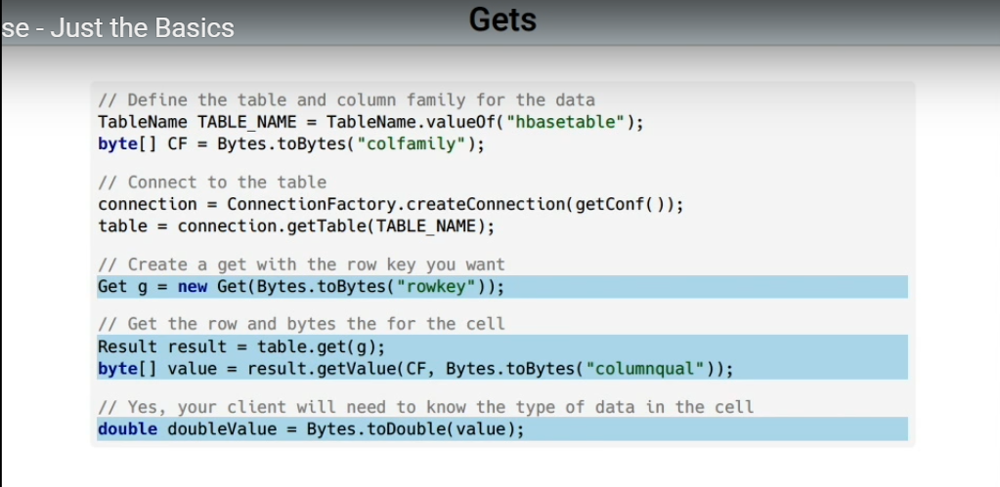 Gets
se - Just the Basics
// Define the table and column family for the data
TableName TABLE_NAME = TableName.valueOf("hbasetable");
byte[] CF = Bytes.toBytes("colfamily");
// Connect to the table
connection = ConnectionFactory.createConnection(getConf());
table = connection.getTable(TABLE_NAME);
// Create a get with the row key you want
Get g = new Get(Bytes.toBytes("rowkey"));
// Get the row and bytes the for the cell
Result result = table.get(g);
byte[] value = result.getValue(CF, Bytes.toBytes("columnqual"));
// Yes, your client will need to know the type of data in the cell
double doubleValue = Bytes.toDouble(value);